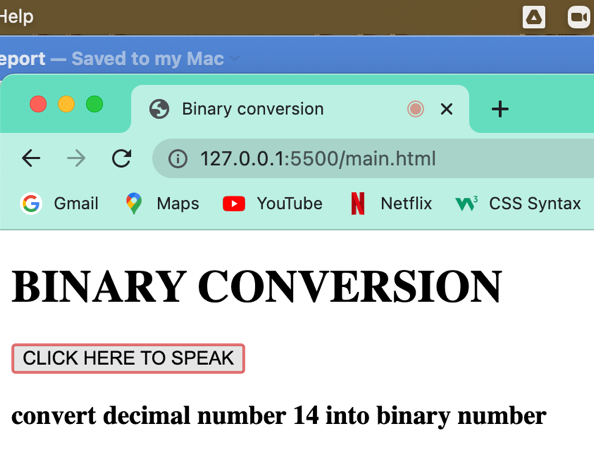 Help
eport — Saved to my Mac
Binary conversion
127.0.0.1:5500/main.html
Gmail Maps YouTube Netflix CSS Syntax
BINARY CONVERSION
CLICK HERE TO SPEAK
convert decimal number 14 into binary number